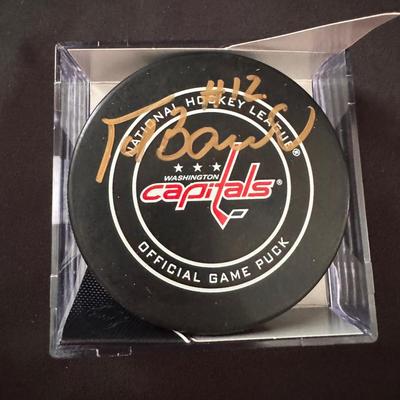 #12.
NATIONAL HOCKEY LEAGUE®
WASHINGTON
capitals®
OFFICIAL GAME PUCK